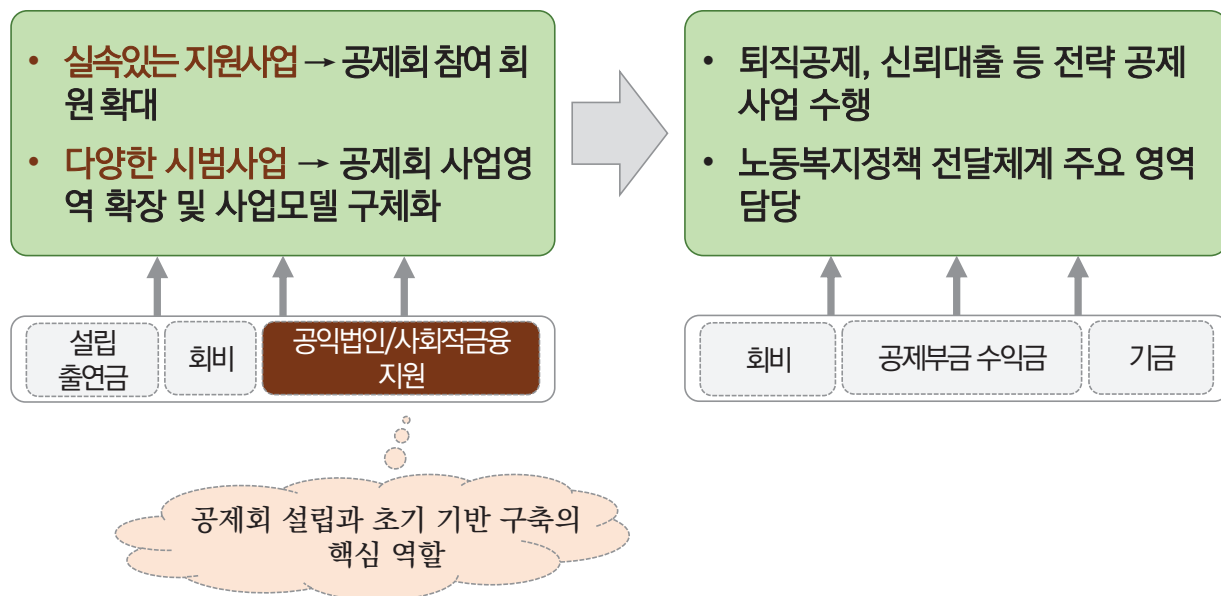 • 실속있는 지원사업 → 공제회 참여 회
원 확대
• 다양한 시범사업 → 공제회 사업영
역 확장 및 사업모델 구체화
• 퇴직공제, 신뢰대출 등 전략 공제
사업 수행
• 노동복지정책 전달체계 주요 영역
담당
설립
출연금
회비
공익법인/사회적금융
지원
회비
공제부금 수익금
기금
공제회 설립과 초기 기반 구축의
핵심 역할